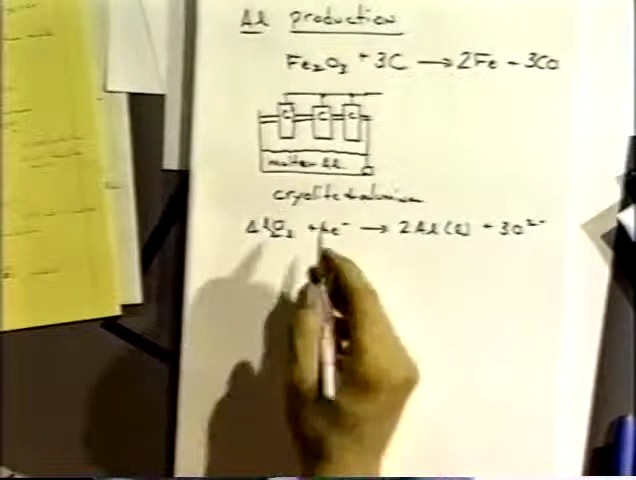 Al production
Fe₂O₃ + 3C → 2Fe + 3CO
C C C
molten Al
cryolite + alumina
Al₂O₃ + 6e⁻ → 2Al(l) + 3O²⁻